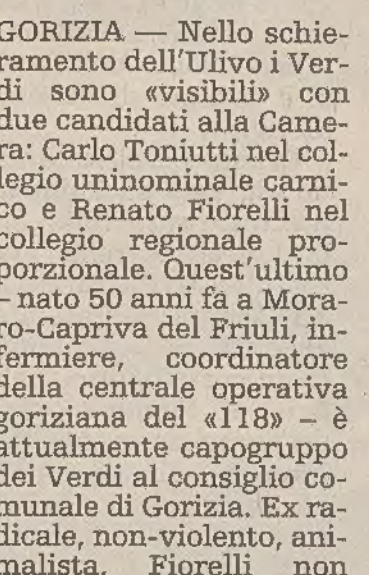 GORIZIA — Nello schie-
ramento dell'Ulivo i Ver-
di sono «visibili» con
due candidati alla Came-
ra: Carlo Toniutti nel col-
legio uninominale carni-
co e Renato Fiorelli nel
collegio regionale pro-
porzionale. Quest'ultimo
– nato 50 anni fa a Mora-
ro-Capriva del Friuli, in-
fermiere, coordinatore
della centrale operativa
goriziana del «118» – è
attualmente capogruppo
dei Verdi al consiglio co-
munale di Gorizia. Ex ra-
dicale, non-violento, ani-
malista, Fiorelli non